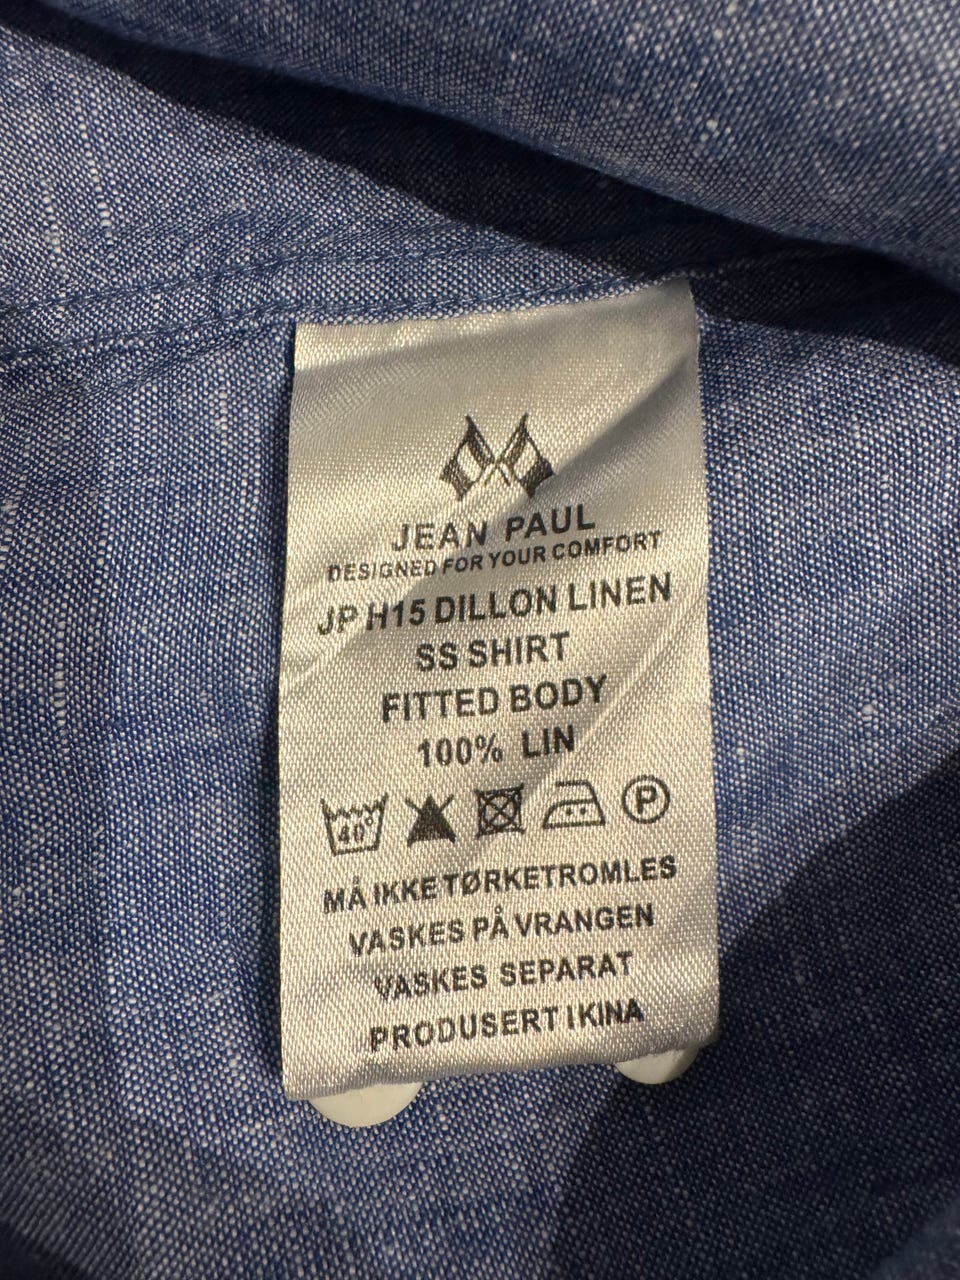 JEAN PAUL
DESIGNED FOR YOUR COMFORT
JP H15 DILLON LINEN
SS SHIRT
FITTED BODY
100% LIN
40° P
MÅ IKKE TØRKETROMLES
VASKES PÅ VRANGEN
VASKES SEPARAT
PRODUSERT I KINA